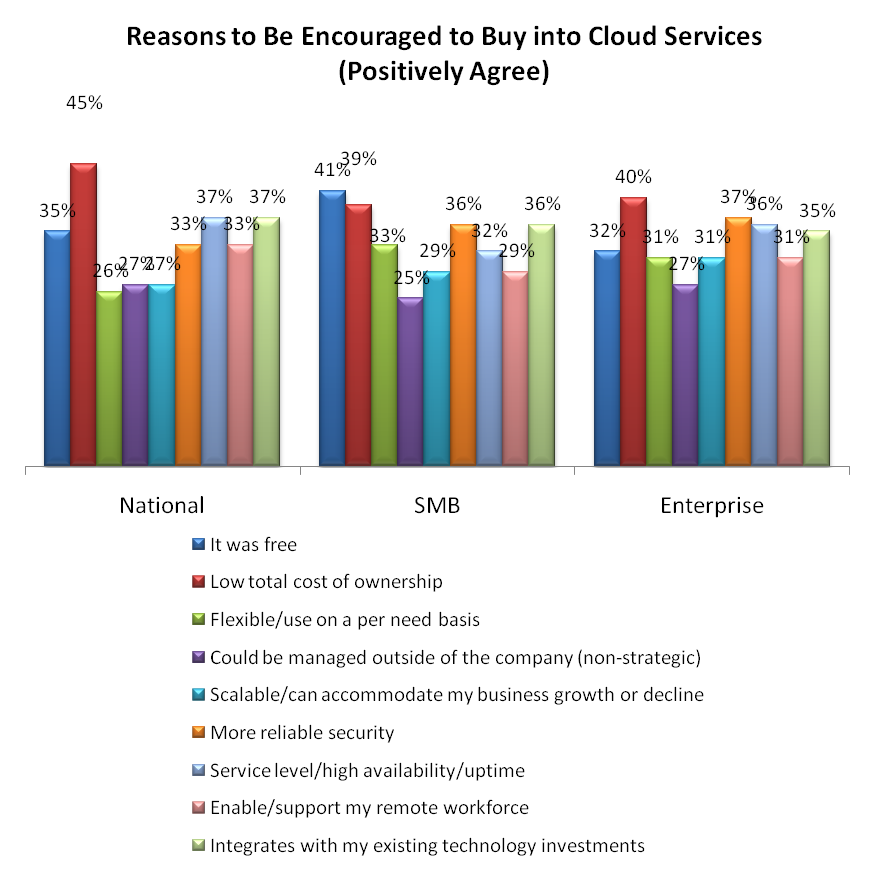 Reasons to Be Encouraged to Buy into Cloud Services
(Positively Agree)
35%
45%
26%
27%
27%
33%
37%
33%
37%
41%
39%
33%
25%
29%
36%
32%
29%
36%
32%
40%
31%
27%
31%
37%
36%
31%
35%
National
SMB
Enterprise
It was free
Low total cost of ownership
Flexible/use on a per need basis
Could be managed outside of the company (non-strategic)
Scalable/can accommodate my business growth or decline
More reliable security
Service level/high availability/uptime
Enable/support my remote workforce
Integrates with my existing technology investments